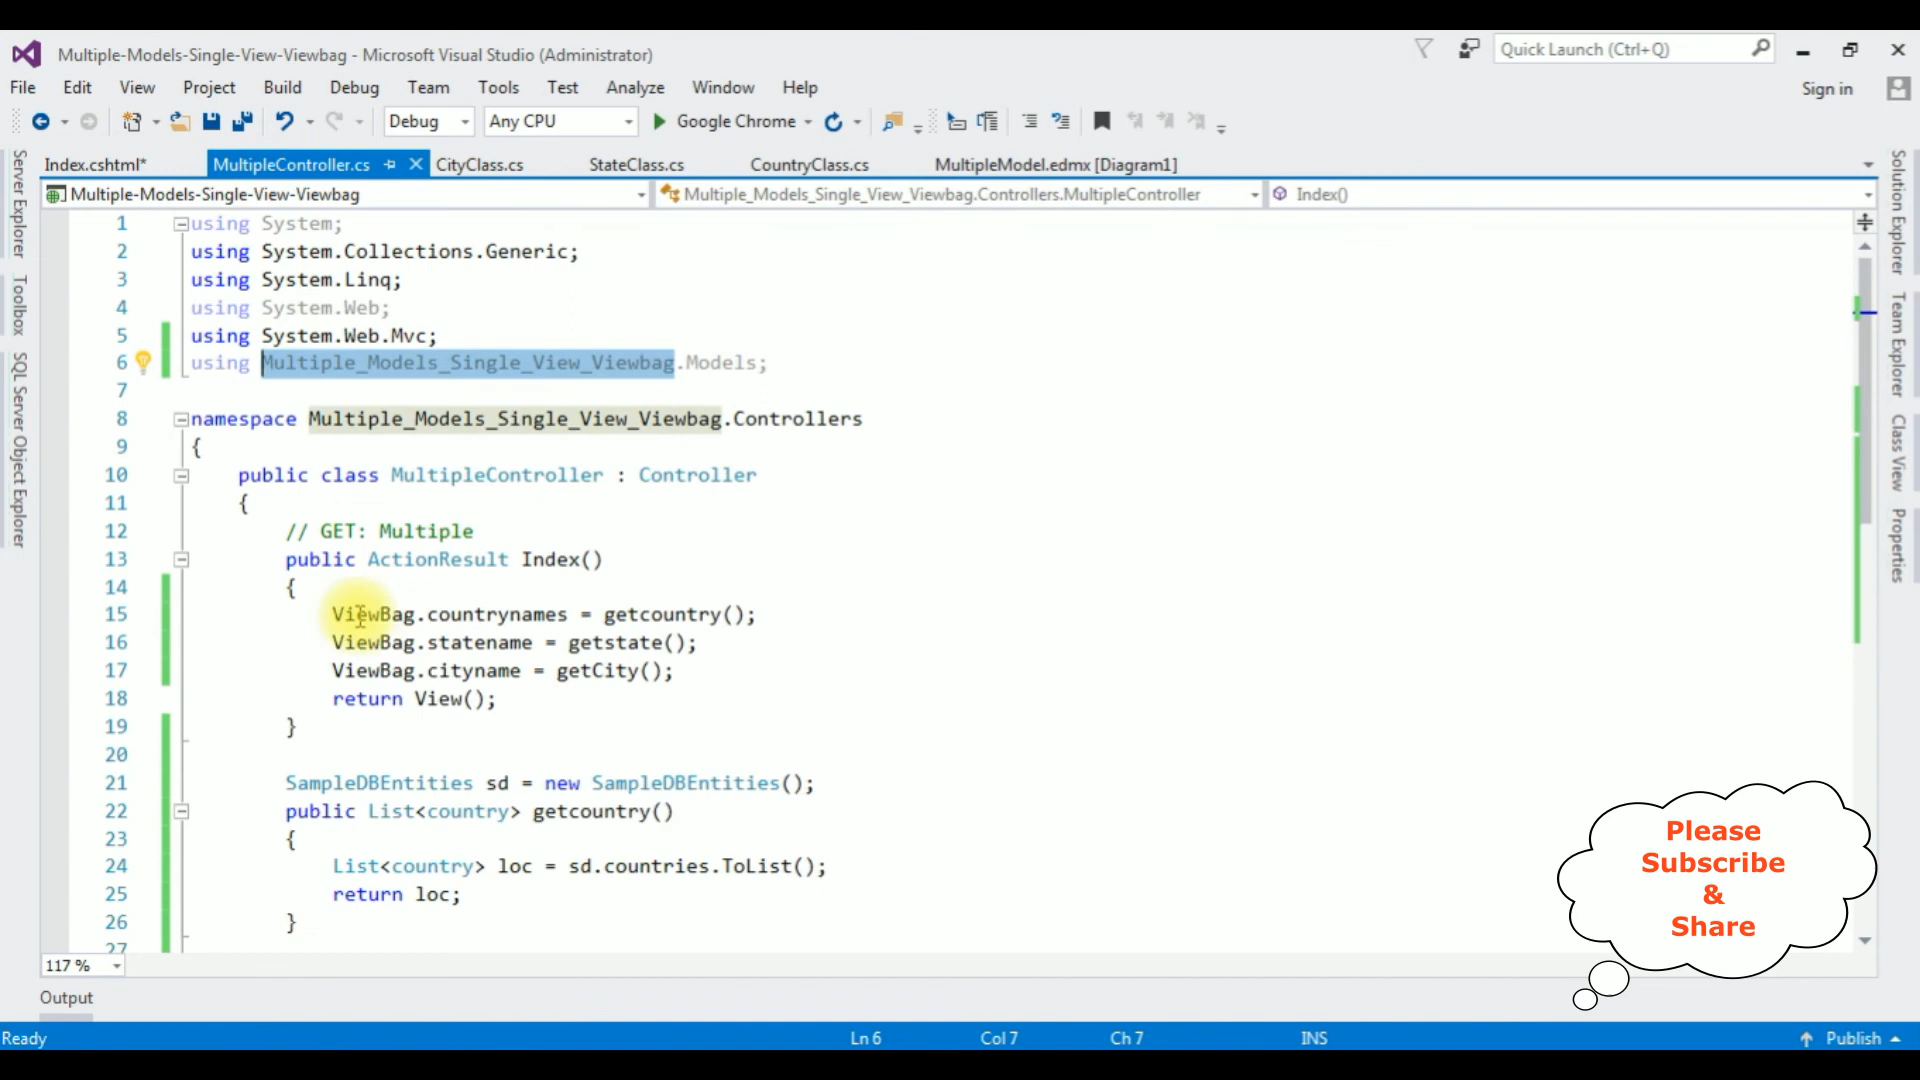 Multiple-Models-Single-View-Viewbag - Microsoft Visual Studio (Administrator)
Quick Launch (Ctrl+Q)
File Edit View Project Build Debug Team Tools Test Analyze Window Help
Sign in
Debug Any CPU Google Chrome
Index.cshtml* MultipleController.cs CityClass.cs StateClass.cs CountryClass.cs MultipleModel.edmx [Diagram1]
Multiple-Models-Single-View-Viewbag Multiple_Models_Single_View_Viewbag.Controllers.MultipleController Index()
Server Explorer
Toolbox
SQL Server Object Explorer
1 using System;
2 using System.Collections.Generic;
3 using System.Linq;
4 using System.Web;
5 using System.Web.Mvc;
6 using Multiple_Models_Single_View_Viewbag.Models;
7
8 namespace Multiple_Models_Single_View_Viewbag.Controllers
9 {
10 public class MultipleController : Controller
11 {
12 // GET: Multiple
13 public ActionResult Index()
14 {
15 ViewBag.countrynames = getcountry();
16 ViewBag.statename = getstate();
17 ViewBag.cityname = getCity();
18 return View();
19 }
20
21 SampleDBEntities sd = new SampleDBEntities();
22 public List<country> getcountry()
23 {
24 List<country> loc = sd.countries.ToList();
25 return loc;
26 }
27
Solution Explorer
Team Explorer
Class View
Properties
Please
Subscribe
&
Share
117 %
Output
Ready Ln 6 Col 7 Ch 7 INS Publish